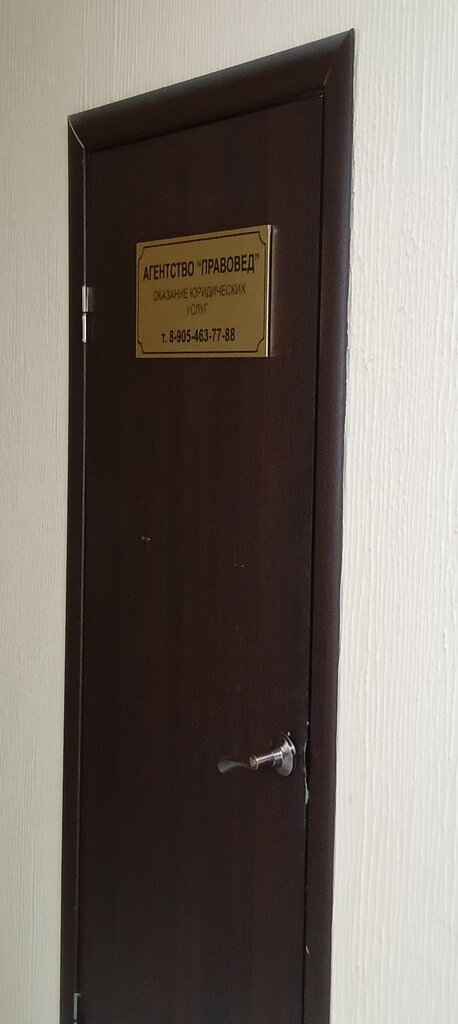 АГЕНТСТВО "ПРАВОВЕД"
ОКАЗАНИЕ ЮРИДИЧЕСКИХ
УСЛУГ
т. 8-905-463-77-88